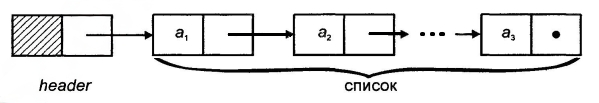 a₁ a₂ ... a₃
header список